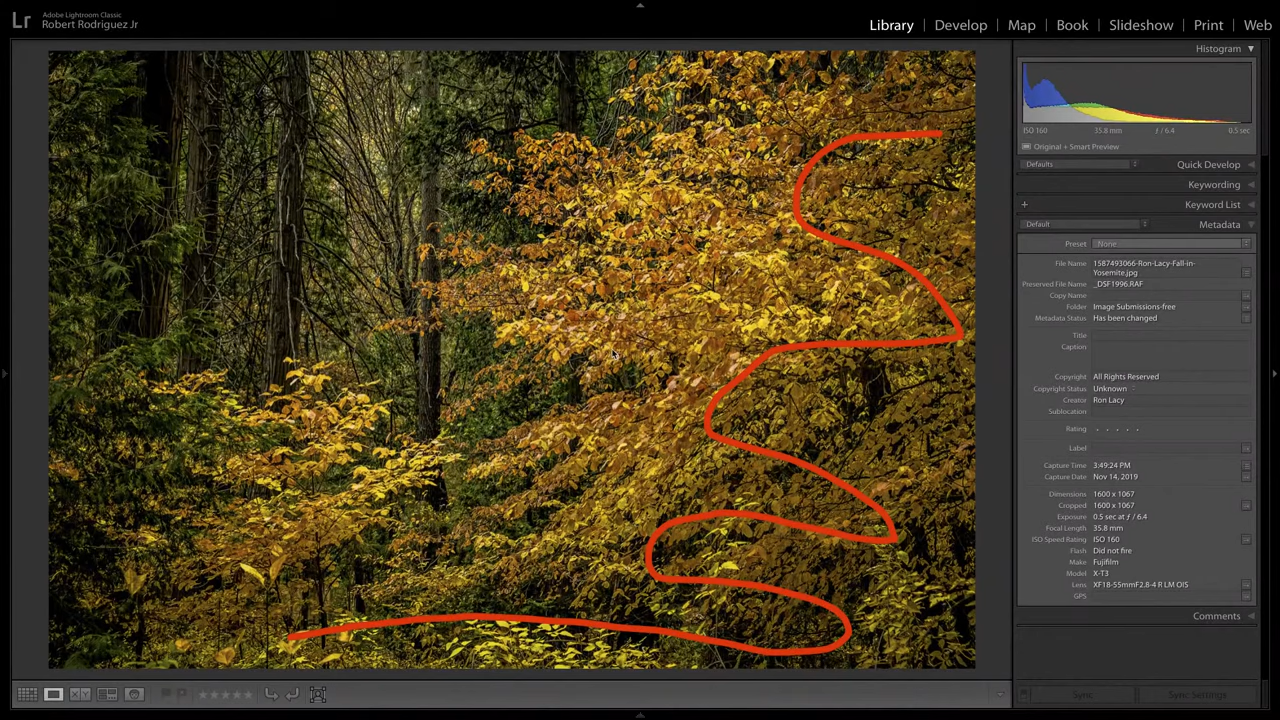 Lr
Adobe Lightroom Classic
Robert Rodriguez Jr
Library Develop Map Book Slideshow Print Web
Histogram
ISO 160 35.8 mm ƒ / 6.4 0.5 sec
Original + Smart Preview
Defaults Quick Develop
Keywording
+ Keyword List
Default Metadata
Preset None
File Name 1587493066-Ron-Lacy-Fall-in-
Yosemite.jpg
Preserved File Name _DSF1996.RAF
Copy Name
Folder Image Submissions-free
Metadata Status Has been changed
Title
Caption
Copyright All Rights Reserved
Copyright Status Unknown
Creator Ron Lacy
Sublocation
Rating
Label
Capture Time 3:49:24 PM
Capture Date Nov 14, 2019
Dimensions 1600 x 1067
Cropped 1600 x 1067
Exposure 0.5 sec at ƒ / 6.4
Focal Length 35.8 mm
ISO Speed Rating ISO 160
Flash Did not fire
Make Fujifilm
Model X-T3
Lens XF18-55mmF2.8-4 R LM OIS
GPS
Comments
Sync Sync Settings